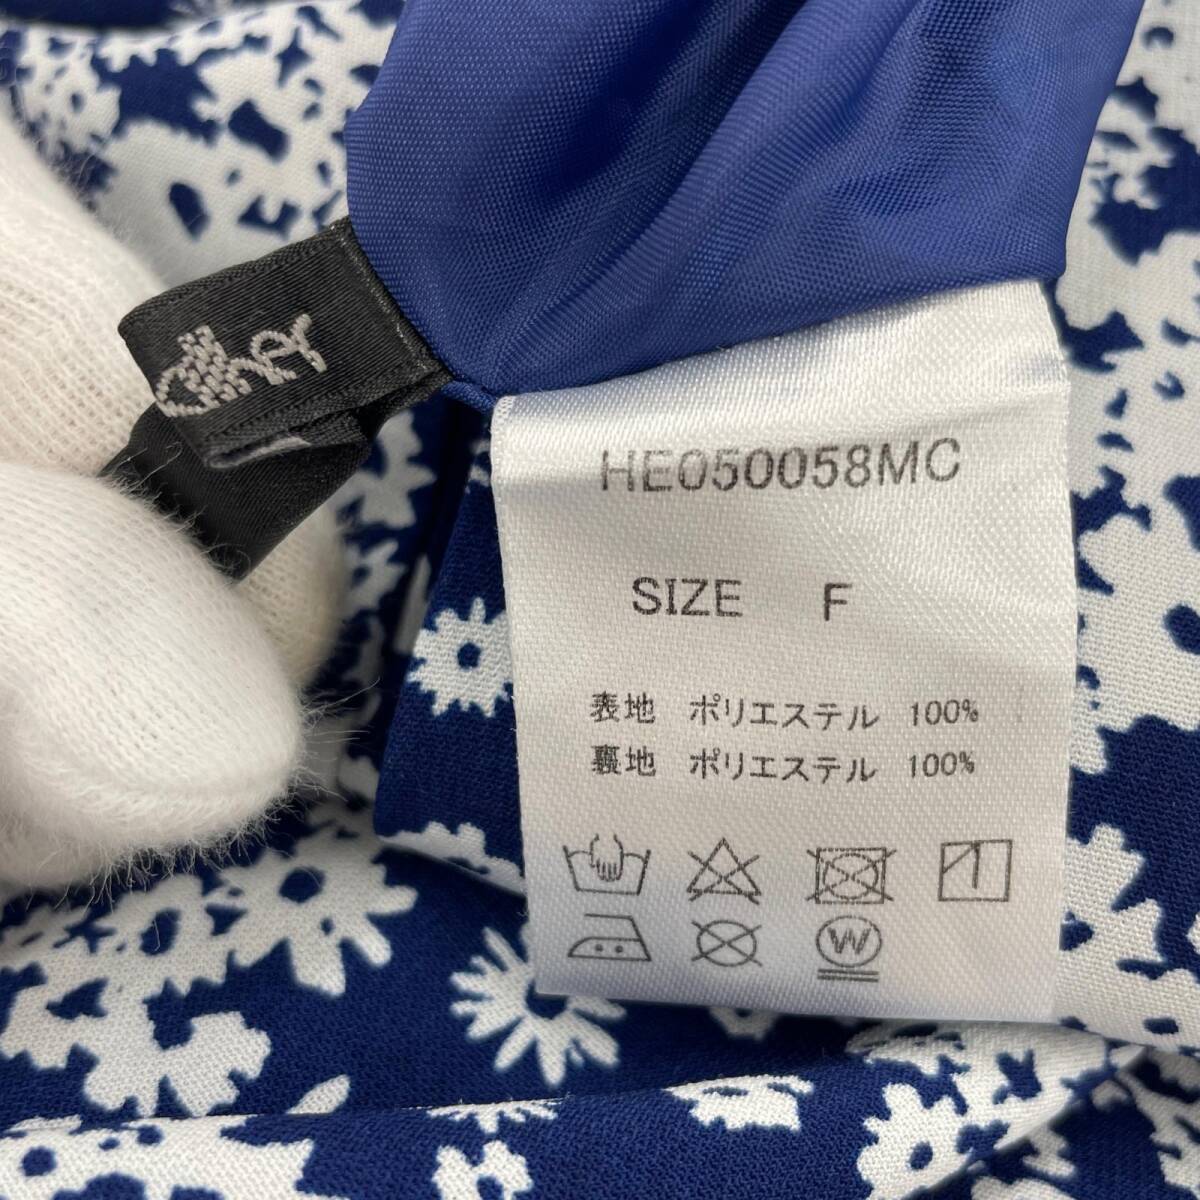 HE050058MC
SIZE F
表地 ポリエステル 100%
裏地 ポリエステル 100%
W